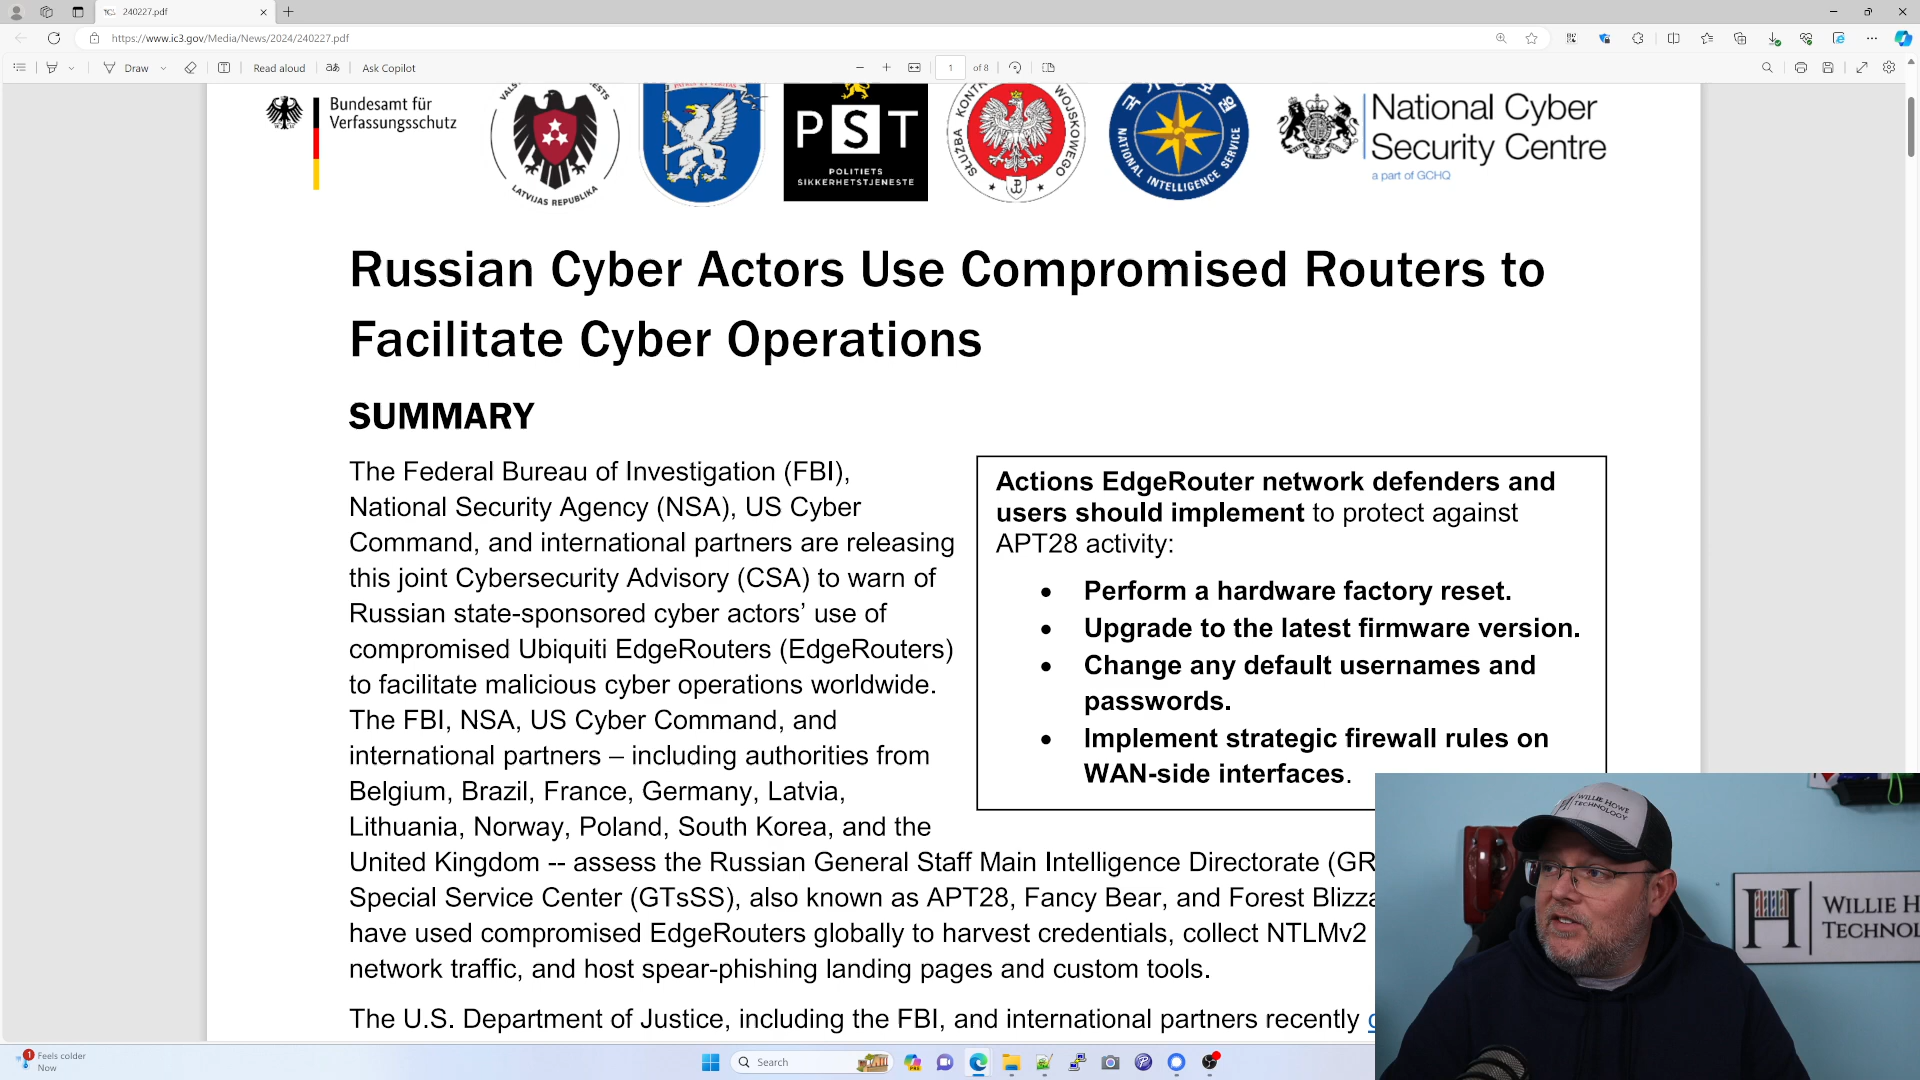 240227.pdf
https://www.ic3.gov/Media/News/2024/240227.pdf
Draw
Read aloud
Ask Copilot
1
of 8
Bundesamt für
Verfassungsschutz
LATVIJAS REPUBLIKA
PST
POLITIETS
SIKKERHETSTJENESTE
SŁUŻBA KONTR
WOJSKOWEGO
NATIONAL INTELLIGENCE SERVICE
National Cyber
Security Centre
a part of GCHQ
Russian Cyber Actors Use Compromised Routers to
Facilitate Cyber Operations
SUMMARY
The Federal Bureau of Investigation (FBI),
National Security Agency (NSA), US Cyber
Command, and international partners are releasing
this joint Cybersecurity Advisory (CSA) to warn of
Russian state-sponsored cyber actors’ use of
compromised Ubiquiti EdgeRouters (EdgeRouters)
to facilitate malicious cyber operations worldwide.
The FBI, NSA, US Cyber Command, and
international partners – including authorities from
Belgium, Brazil, France, Germany, Latvia,
Lithuania, Norway, Poland, South Korea, and the
United Kingdom -- assess the Russian General Staff Main Intelligence Directorate (GR
Special Service Center (GTsSS), also known as APT28, Fancy Bear, and Forest Blizza
have used compromised EdgeRouters globally to harvest credentials, collect NTLMv2
network traffic, and host spear-phishing landing pages and custom tools.
The U.S. Department of Justice, including the FBI, and international partners recently
Actions EdgeRouter network defenders and
users should implement to protect against
APT28 activity:
• Perform a hardware factory reset.
• Upgrade to the latest firmware version.
• Change any default usernames and
passwords.
• Implement strategic firewall rules on
WAN-side interfaces.
WILLIE HOWE
TECHNOLOGY
WILLIE H
TECHNOL
1
Feels colder
Now
Search